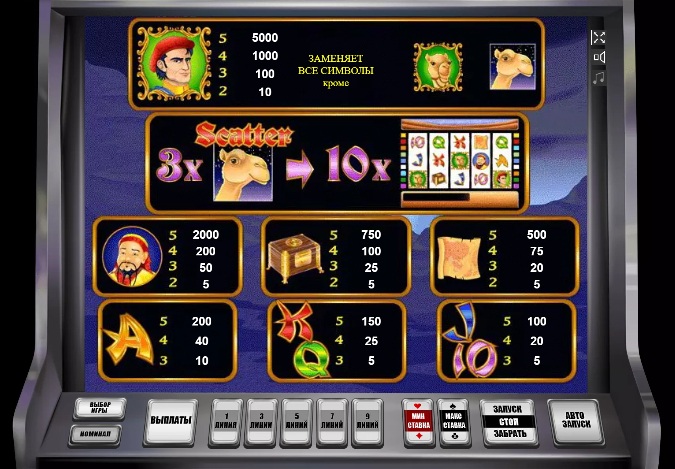 5 5000
4 1000
3 100
2 10
ЗАМЕНЯЕТ
ВСЕ СИМВОЛЫ
кроме
Scatter
3x
10x
5 2000
4 200
3 50
2 5
5 750
4 100
3 25
2 5
5 500
4 75
3 20
2 5
A
5 200
4 40
3 10
K
Q
5 150
4 25
3 5
J
10
5 100
4 20
3 5
ВЫБОР
ИГРЫ
НОМИНАЛ
ВЫПЛАТЫ
1
ЛИНИЯ
3
ЛИНИИ
5
ЛИНИЙ
7
ЛИНИЙ
9
ЛИНИЙ
МИН
СТАВКА
МАКС
СТАВКА
ЗАПУСК
СТОП
ЗАБРАТЬ
АВТО
ЗАПУСК